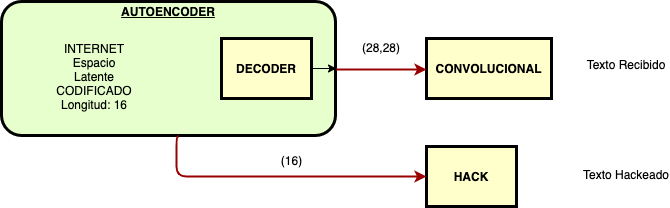 AUTOENCODER
INTERNET
Espacio
Latente
CODIFICADO
Longitud: 16
DECODER
(28,28)
CONVOLUCIONAL
Texto Recibido
(16)
HACK
Texto Hackeado